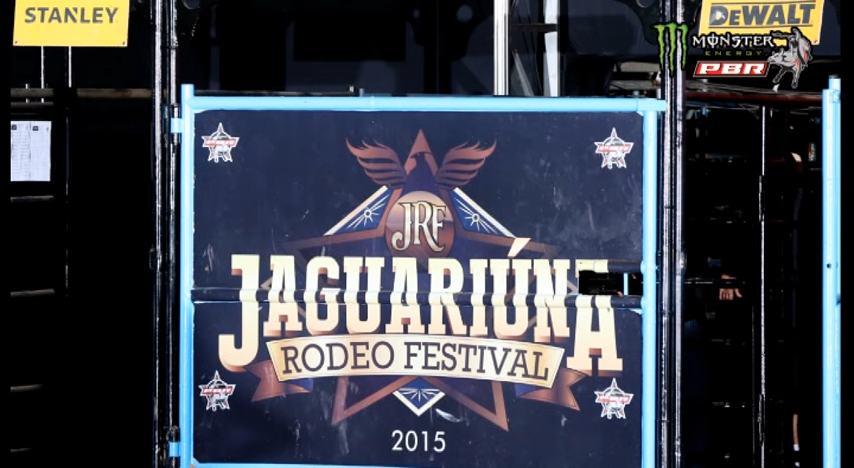 STANLEY
DEWALT
MONSTER
ENERGY
PBR
JRF
JAGUARIÚNA
RODEO FESTIVAL
2015